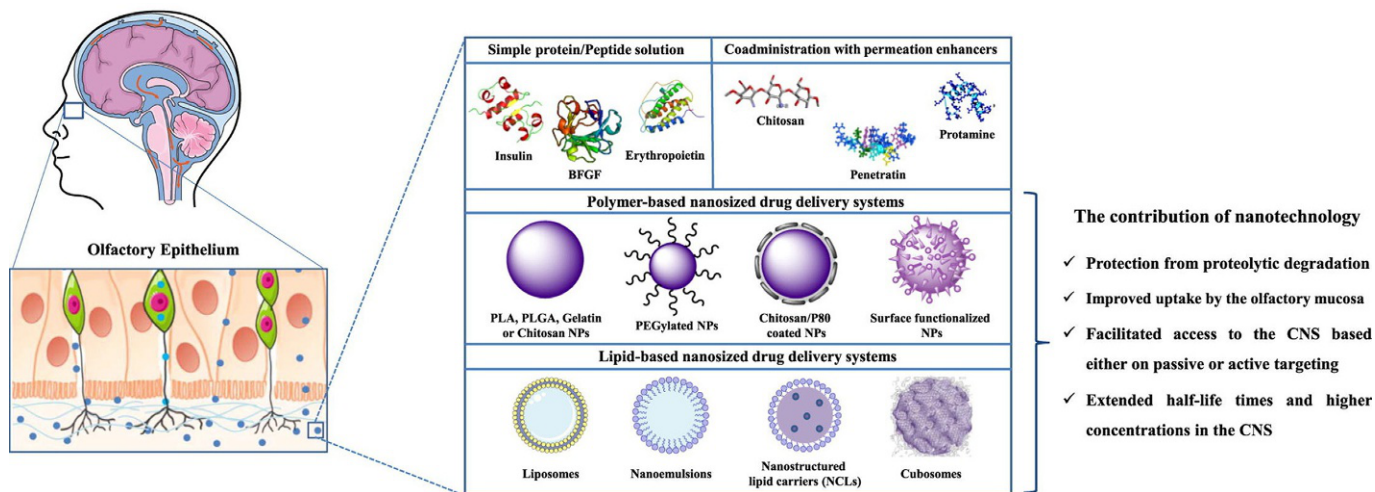 Olfactory Epithelium
Simple protein/Peptide solution
Insulin
BFGF
Erythropoietin
Coadministration with permeation enhancers
Chitosan
Penetratin
Protamine
Polymer-based nanosized drug delivery systems
PLA, PLGA, Gelatin
or Chitosan NPs
PEGylated NPs
Chitosan/P80
coated NPs
Surface functionalized
NPs
Lipid-based nanosized drug delivery systems
Liposomes
Nanoemulsions
Nanostructured
lipid carriers (NCLs)
Cubosomes
The contribution of nanotechnology
✓ Protection from proteolytic degradation
✓ Improved uptake by the olfactory mucosa
✓ Facilitated access to the CNS based
either on passive or active targeting
✓ Extended half-life times and higher
concentrations in the CNS